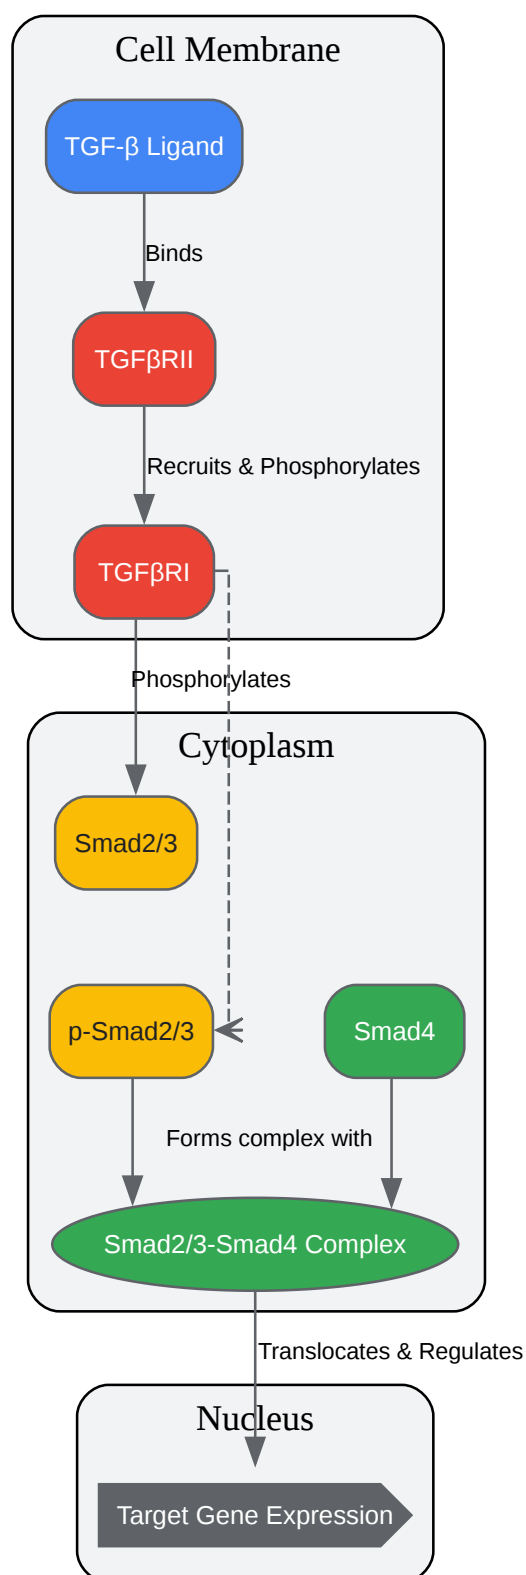 Cell Membrane
TGF-β Ligand
Binds
TGFβRII
Recruits & Phosphorylates
TGFβRI
Phosphorylates
Cytoplasm
Smad2/3
p-Smad2/3
Smad4
Forms complex with
Smad2/3-Smad4 Complex
Translocates & Regulates
Nucleus
Target Gene Expression